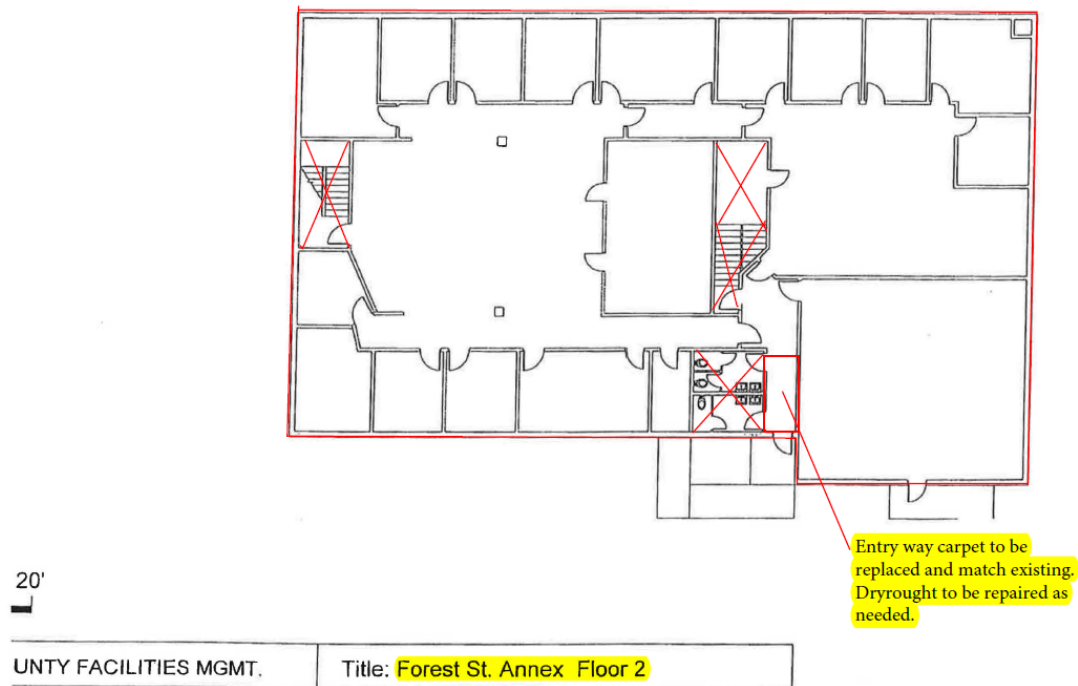 Entry way carpet to be
replaced and match existing.
Dryrought to be repaired as
needed.
20'
UNTY FACILITIES MGMT.
Title: Forest St. Annex Floor 2